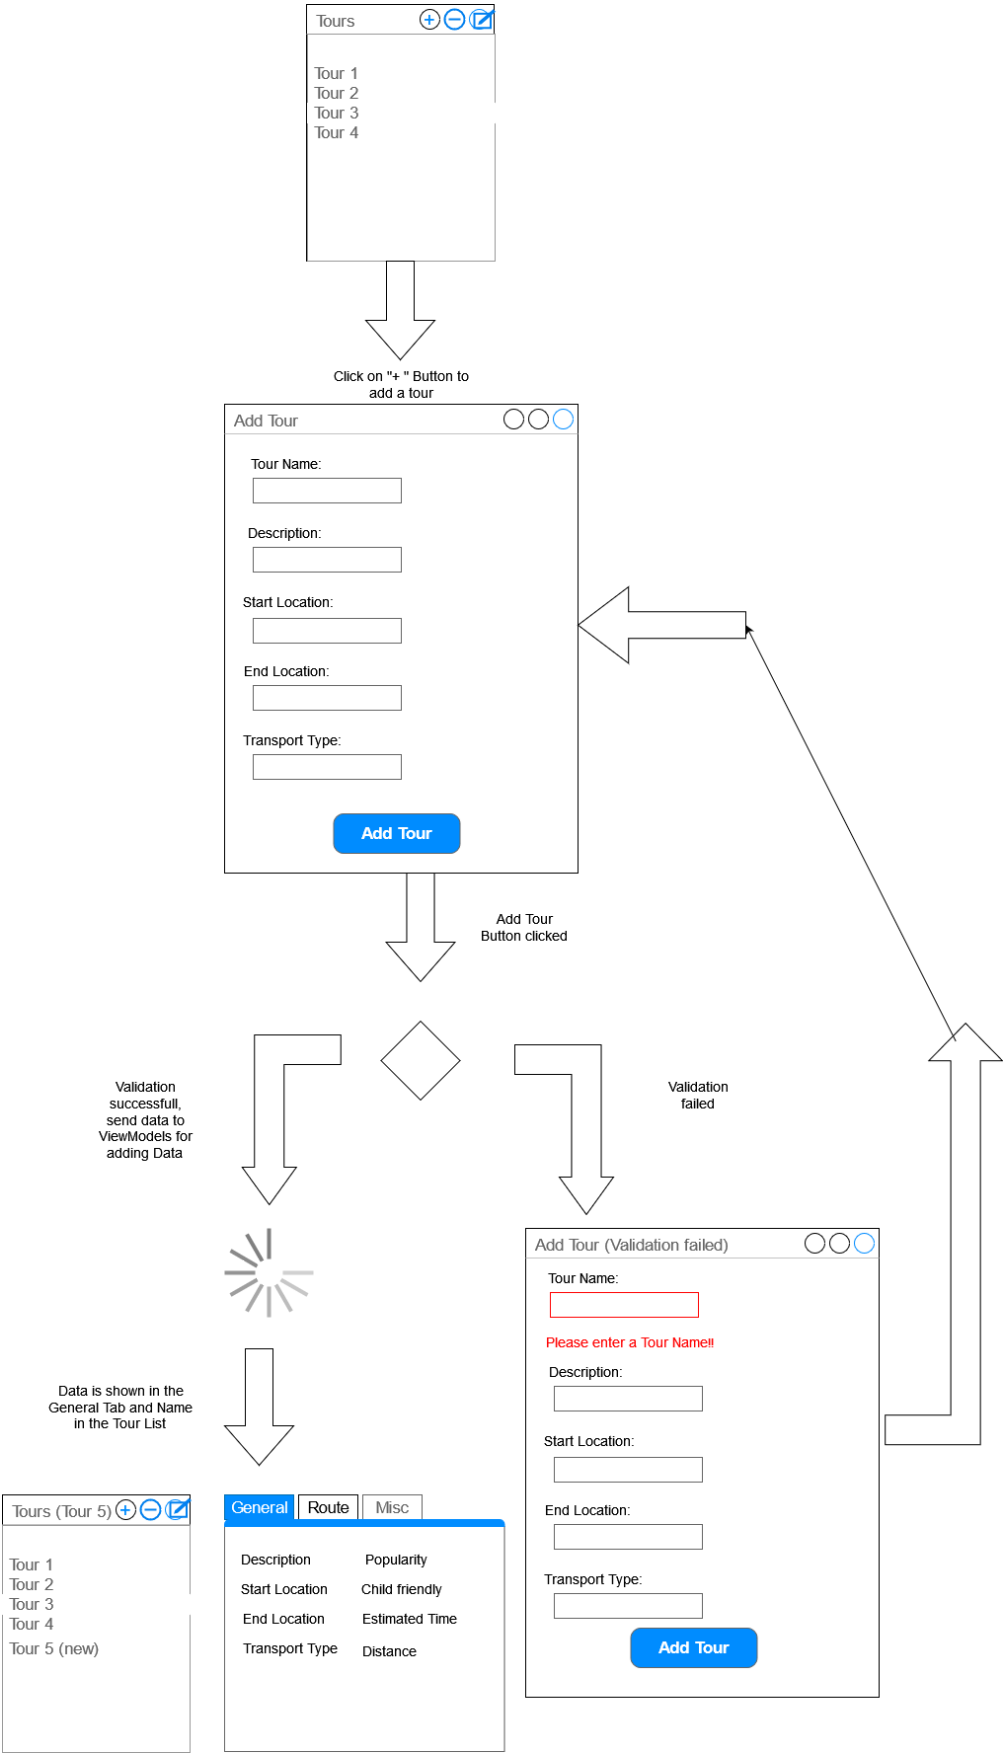 Tours
Tour 1
Tour 2
Tour 3
Tour 4
Click on "+ " Button to
add a tour
Add Tour
Tour Name:
Description:
Start Location:
End Location:
Transport Type:
Add Tour
Add Tour
Button clicked
Validation
successfull,
send data to
ViewModels for
adding Data
Validation
failed
Add Tour (Validation failed)
Tour Name:
Please enter a Tour Name!!
Description:
Start Location:
End Location:
Transport Type:
Add Tour
Data is shown in the
General Tab and Name
in the Tour List
Tours (Tour 5)
Tour 1
Tour 2
Tour 3
Tour 4
Tour 5 (new)
General Route Misc
Description Popularity
Start Location Child friendly
End Location Estimated Time
Transport Type Distance